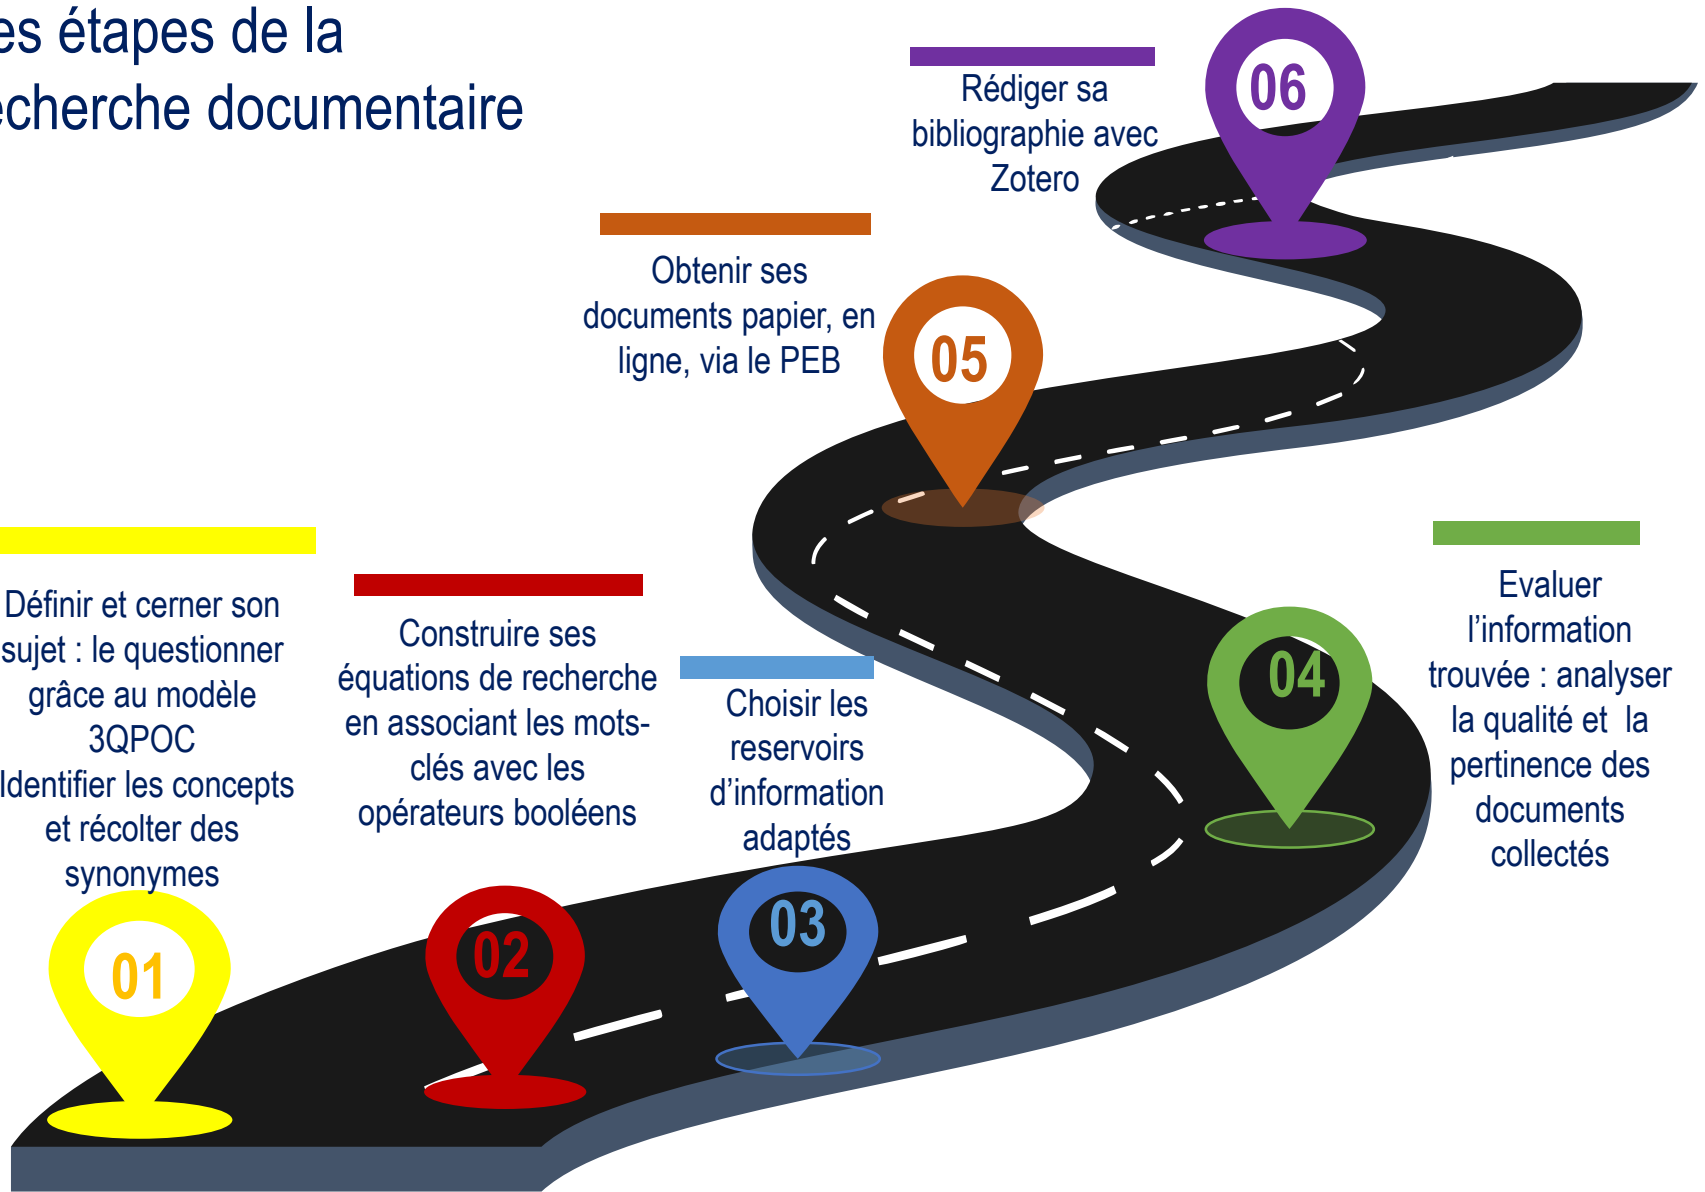 es étapes de la
echerche documentaire
06
Rédiger sa
bibliographie avec
Zotero
Obtenir ses
documents papier, en
ligne, via le PEB
05
Définir et cerner son
sujet : le questionner
grâce au modèle
3QPOC
Identifier les concepts
et récolter des
synonymes
Construire ses
équations de recherche
en associant les mots-
clés avec les
opérateurs booléens
Choisir les
reservoirs
d’information
adaptés
04
Evaluer
l’information
trouvée : analyser
la qualité et  la
pertinence des
documents
collectés
01
02
03